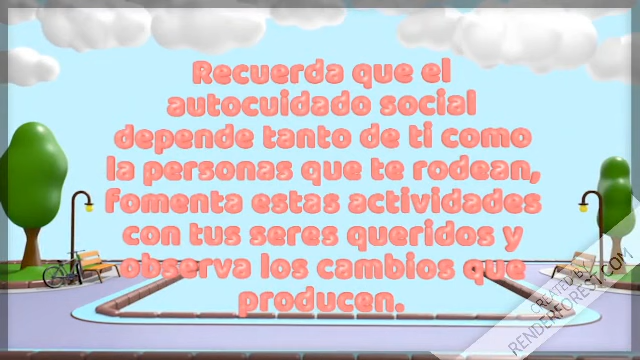 Recuerda que el
autocuidado social
depende tanto de ti como
la personas que te rodean,
fomenta estas actividades
con tus seres queridos y
observa los cambios que
producen.
CREATED BY
RENDERFOREST.COM